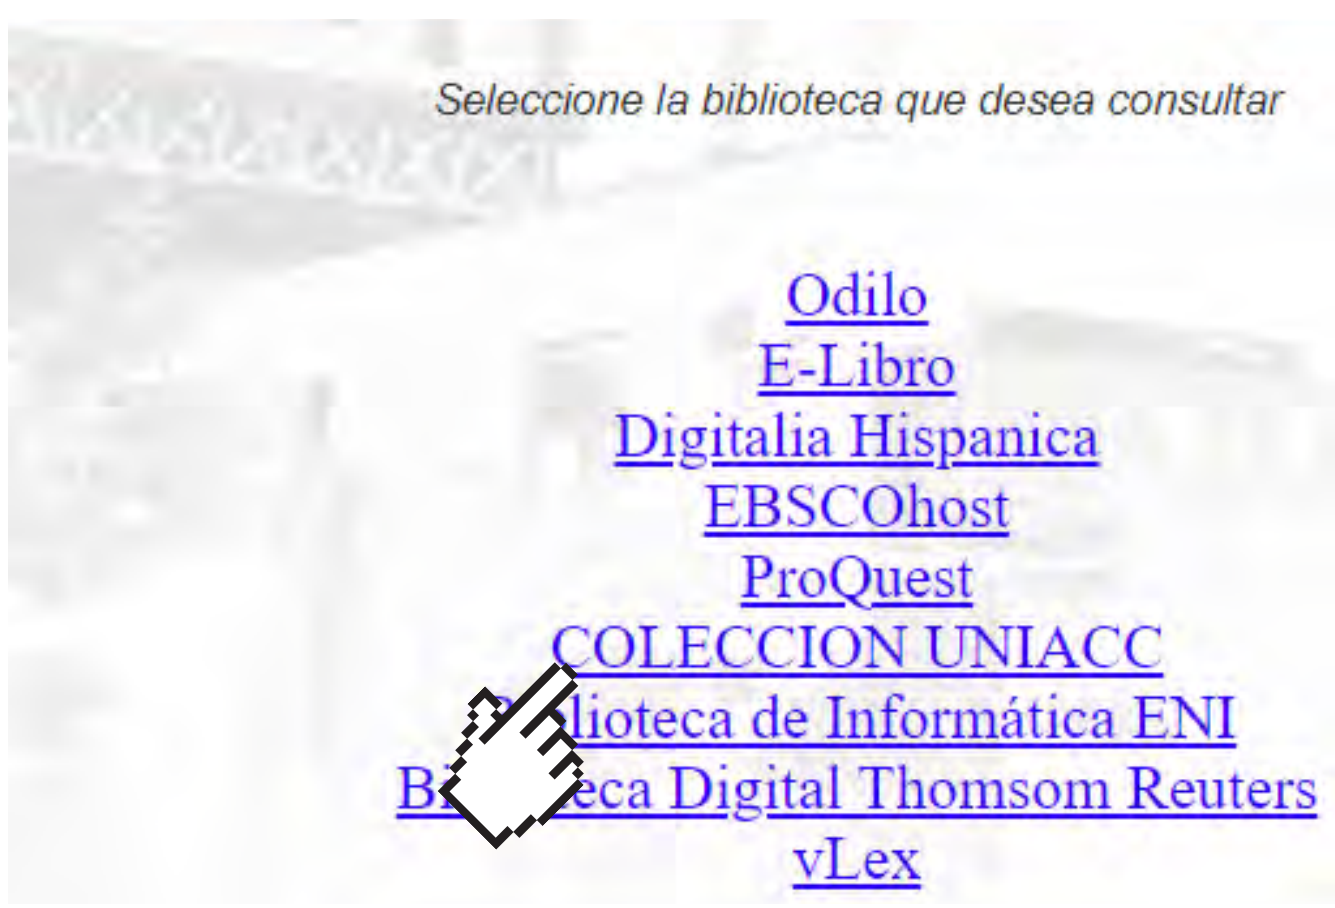 Seleccione la biblioteca que desea consultar
Odilo
E-Libro
Digitalia Hispanica
EBSCOhost
ProQuest
COLECCION UNIACC
de Informática ENI
Digital Thomsom Reuters
vLex